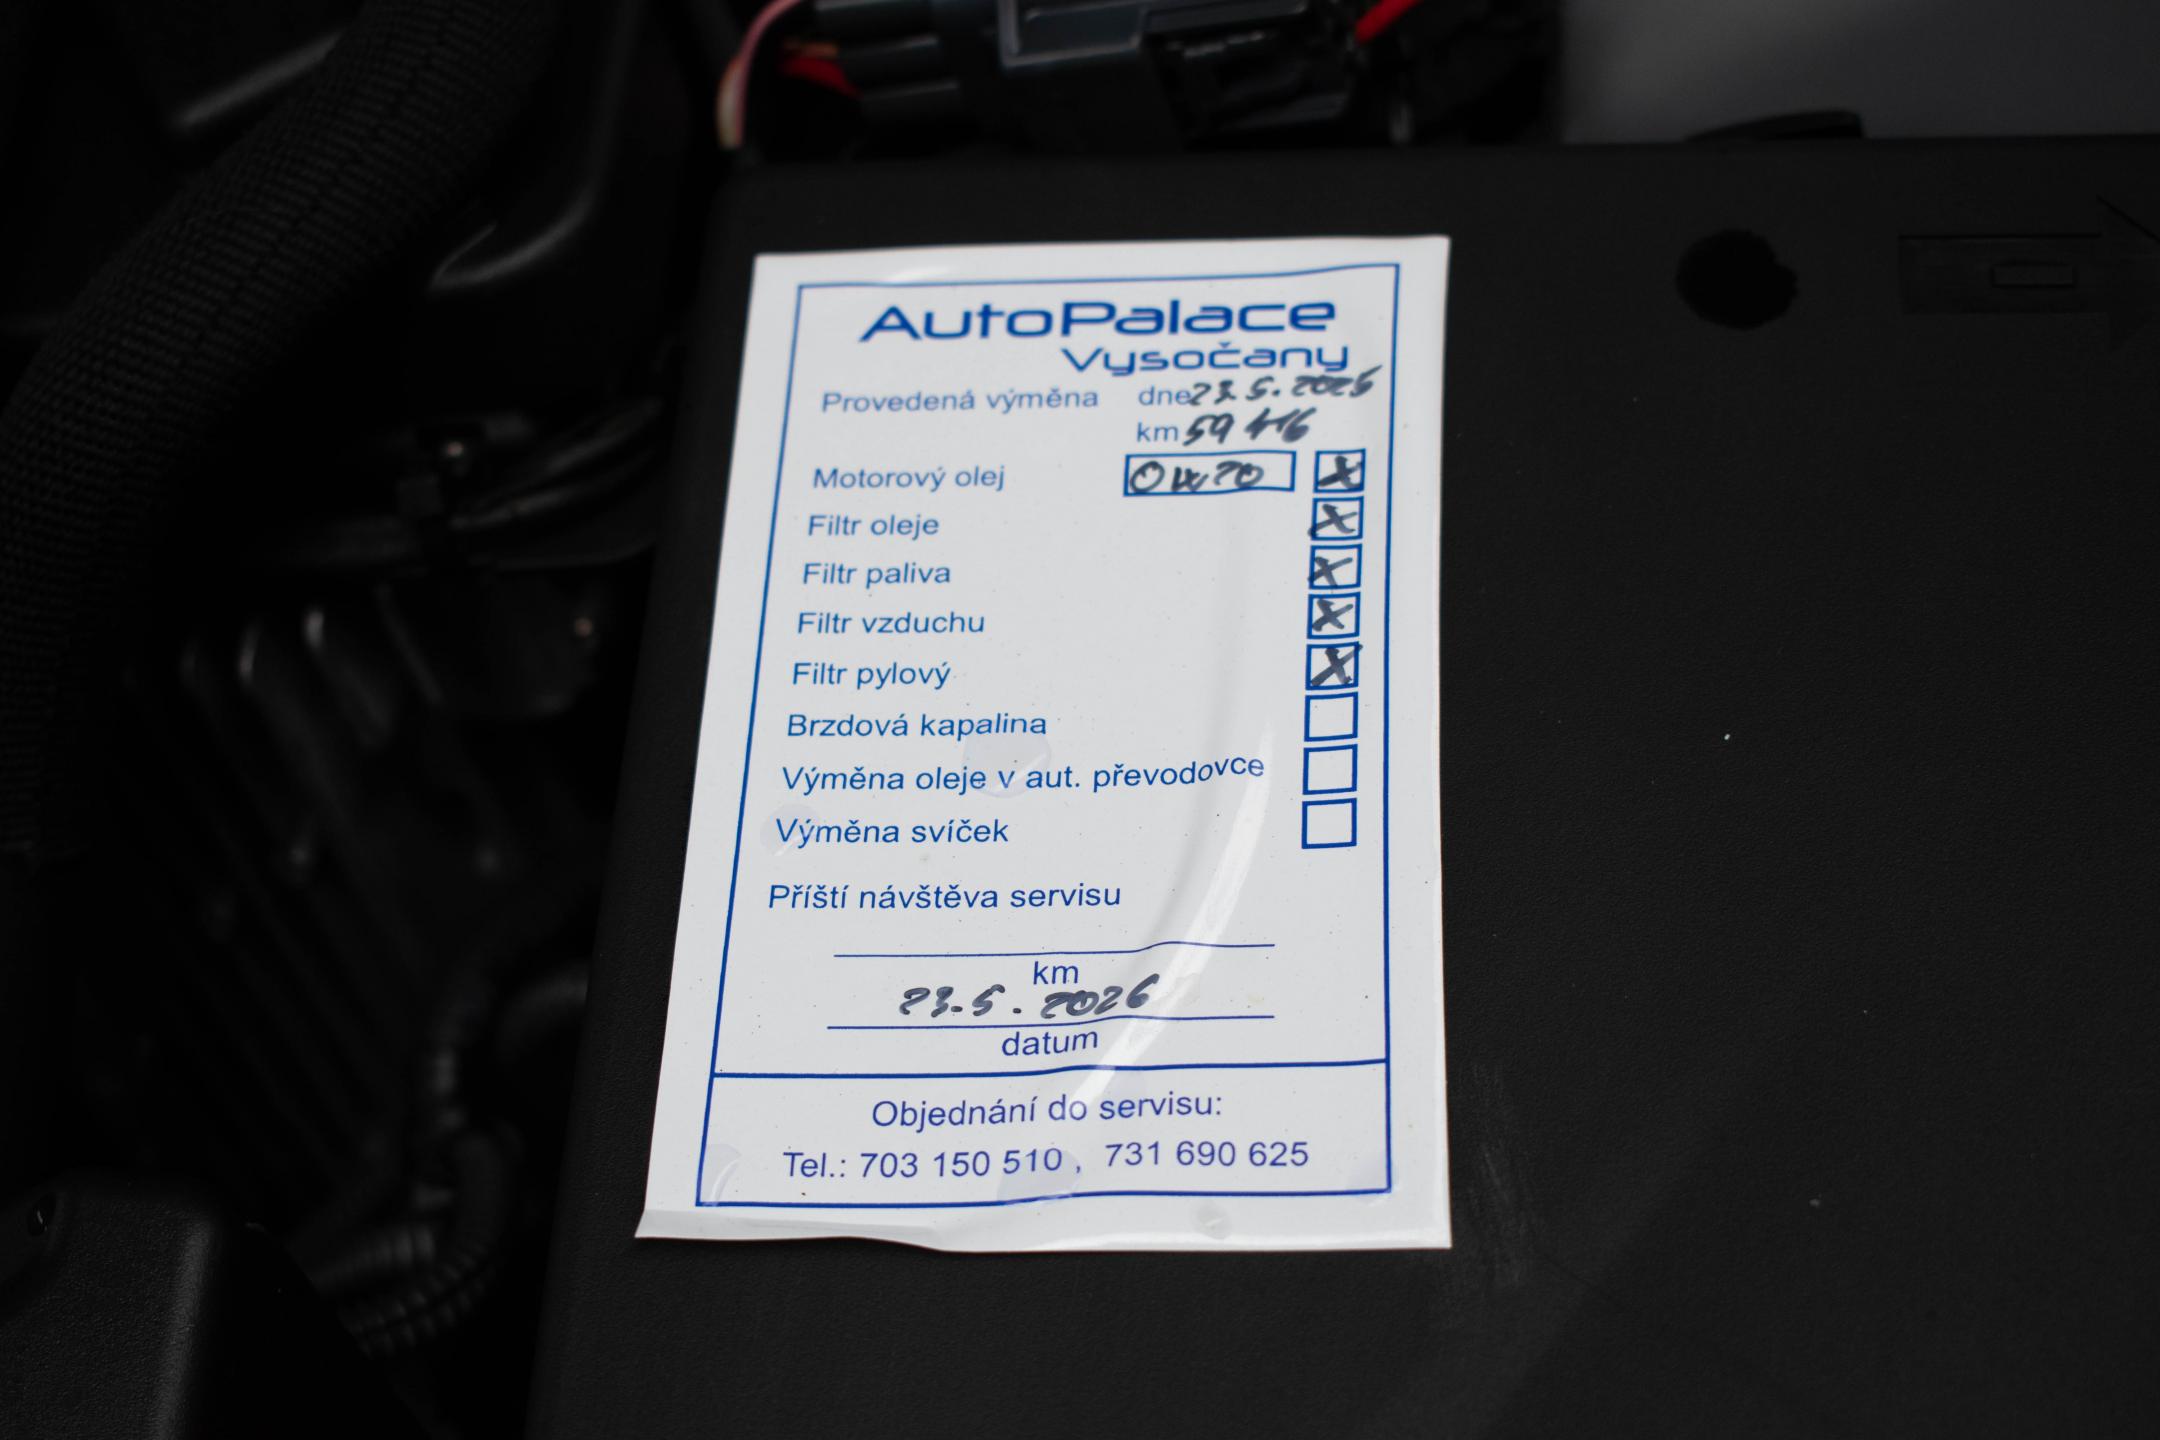 AutoPalace
Vysočany
Provedená výměna dne 23.5.2025
km 59 416
Motorový olej 0W20 X
Filtr oleje X
Filtr paliva X
Filtr vzduchu X
Filtr pylový X
Brzdová kapalina
Výměna oleje v aut. převodovce
Výměna svíček
Příští návštěva servisu
km
23.5.2026
datum
Objednání do servisu:
Tel.: 703 150 510 , 731 690 625